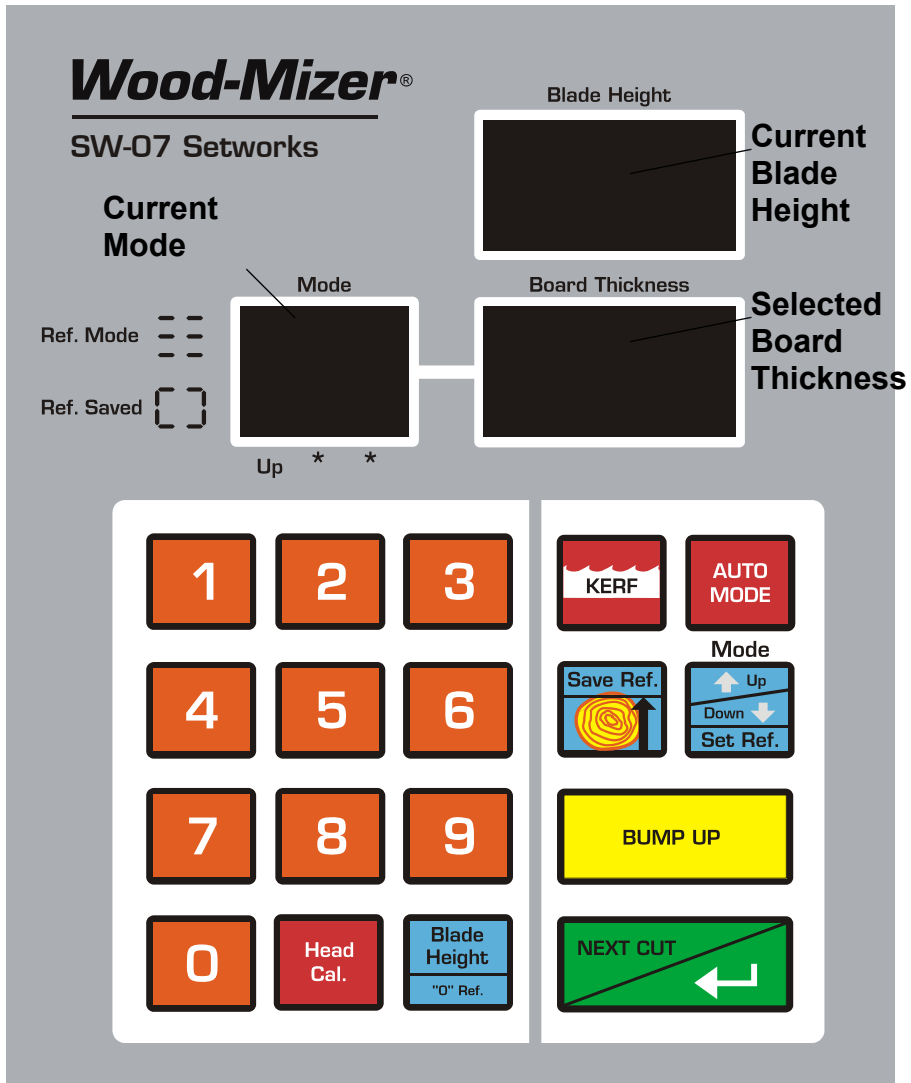 Wood-Mizer®
SW-07 Setworks
Blade Height
Current
Blade
Height
Current
Mode
Mode
Board Thickness
Selected
Board
Thickness
Ref. Mode
Ref. Saved
Up * *
1 2 3
KERF
AUTO
MODE
4 5 6
Save Ref.
Mode
Up
Down
Set Ref.
7 8 9
BUMP UP
0
Head
Cal.
Blade
Height
"0" Ref.
NEXT CUT